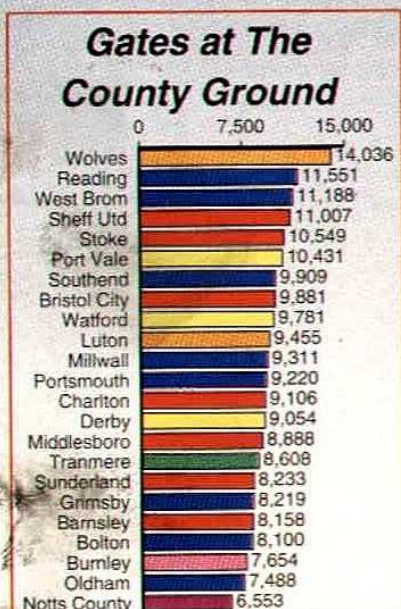 Gates at The
County Ground
0 7,500 15,000
Wolves 14,036
Reading 11,551
West Brom 11,188
Sheff Utd 11,007
Stoke 10,549
Port Vale 10,431
Southend 9,909
Bristol City 9,881
Watford 9,781
Luton 9,455
Millwall 9,311
Portsmouth 9,220
Charlton 9,106
Derby 9,054
Middlesboro 8,888
Tranmere 8,608
Sunderland 8,233
Grimsby 8,219
Barnsley 8,158
Bolton 8,100
Burnley 7,654
Oldham 7,488
Notts County 6,553